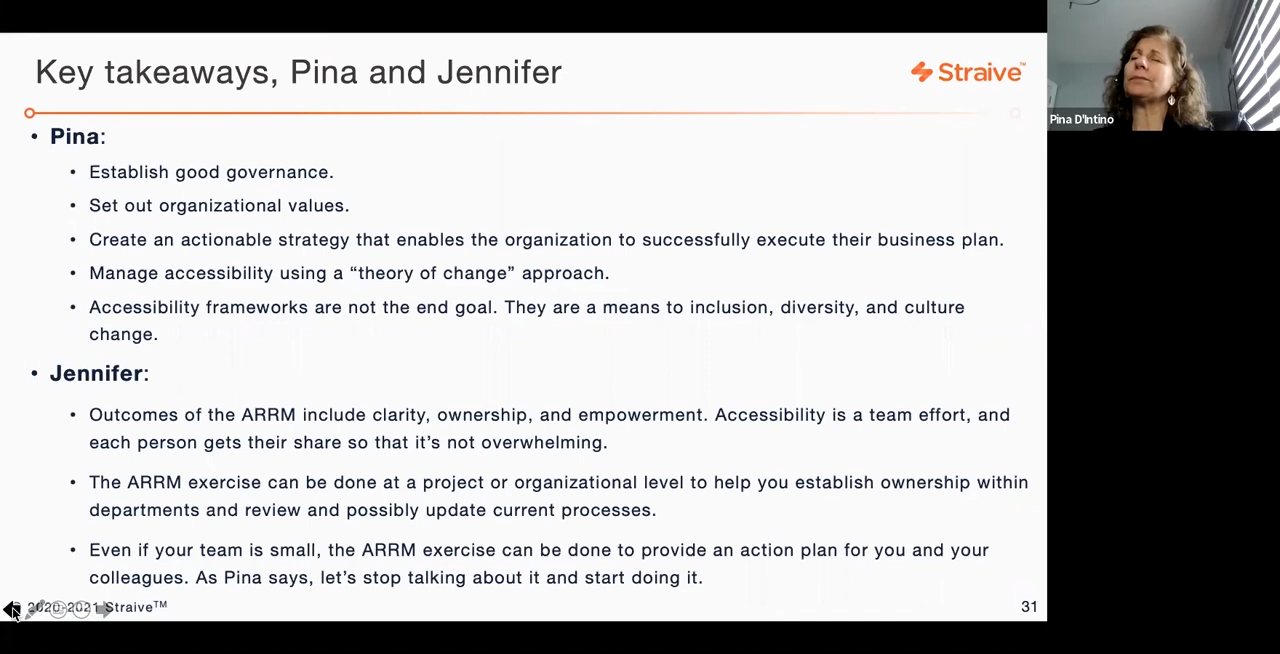 Key takeaways, Pina and Jennifer
Straive™
Pina D'Intino
• Pina:
• Establish good governance.
• Set out organizational values.
• Create an actionable strategy that enables the organization to successfully execute their business plan.
• Manage accessibility using a “theory of change” approach.
• Accessibility frameworks are not the end goal. They are a means to inclusion, diversity, and culture
change.
• Jennifer:
• Outcomes of the ARRM include clarity, ownership, and empowerment. Accessibility is a team effort, and
each person gets their share so that it’s not overwhelming.
• The ARRM exercise can be done at a project or organizational level to help you establish ownership within
departments and review and possibly update current processes.
• Even if your team is small, the ARRM exercise can be done to provide an action plan for you and your
colleagues. As Pina says, let’s stop talking about it and start doing it.
2020-2021 Straive™
31